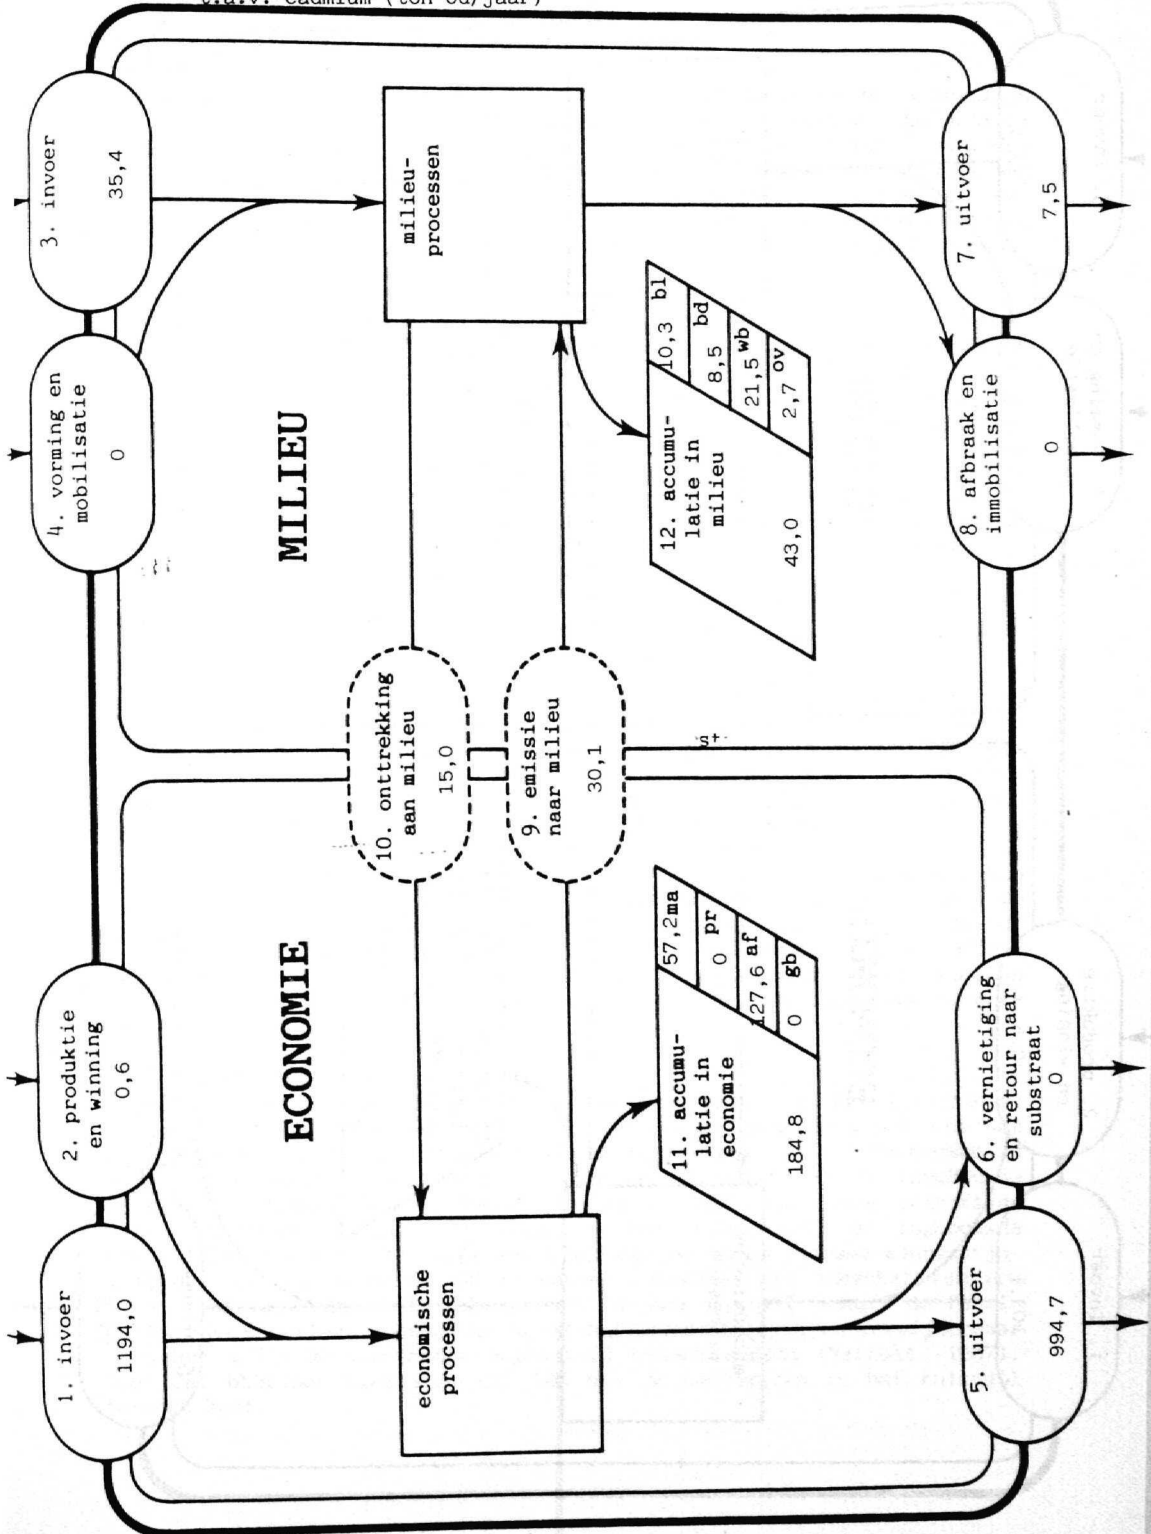 t.a.v. cadmium (ton Cd/jaar)
1. invoer
1194,0
2. produktie
en winning
0,6
4. vorming en
mobilisatie
0
3. invoer
35,4
ECONOMIE
MILIEU
economische
processen
10. onttrekking
aan milieu
15,0
9. emissie
naar milieu
30,1
milieu-
processen
11. accumu-
latie in
economie
184,8
57,2 ma
0 pr
127,6 af
0 gb
12. accumu-
latie in
milieu
43,0
10,3 bl
8,5 bd
21,5 wb
2,7 ov
5. uitvoer
994,7
6. vernietiging
en retour naar
substraat
0
8. afbraak en
immobilisatie
0
7. uitvoer
7,5